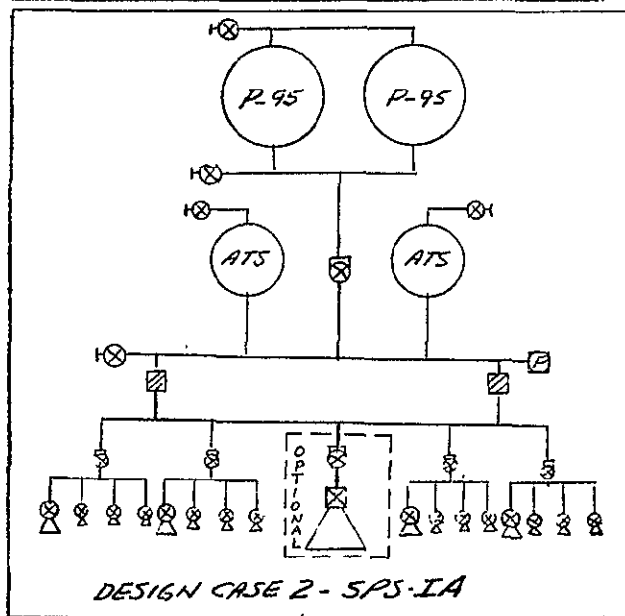 P-95 P-95
ATS ATS
P
OPTIONAL
DESIGN CASE 2 - SPS-IA